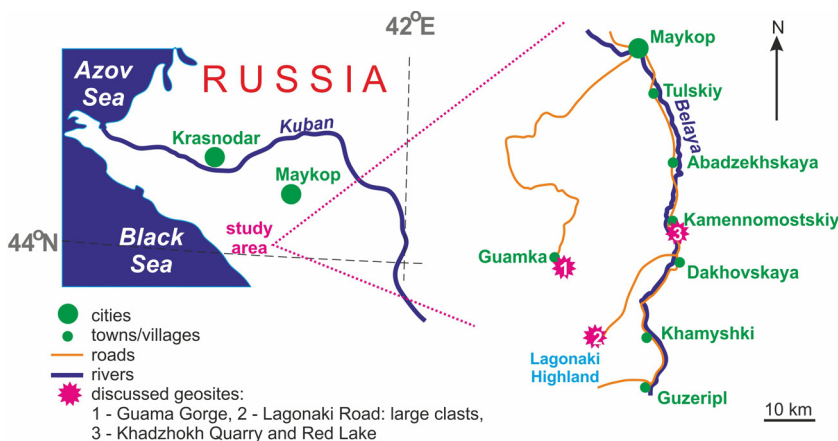 42°E
Azov
Sea
RUSSIA
Krasnodar
Kuban
Maykop
study
area
44°N
Black
Sea
cities
towns/villages
roads
rivers
discussed geosites:
1 - Guama Gorge, 2 - Lagonaki Road: large clasts,
3 - Khadzhokh Quarry and Red Lake
Maykop
N
Tulskiy
Belaya
Abadzekhskaya
Kamennomostskiy
3
Guamka
1
Dakhovskaya
2
Khamyshki
Lagonaki
Highland
Guzeripl
10 km